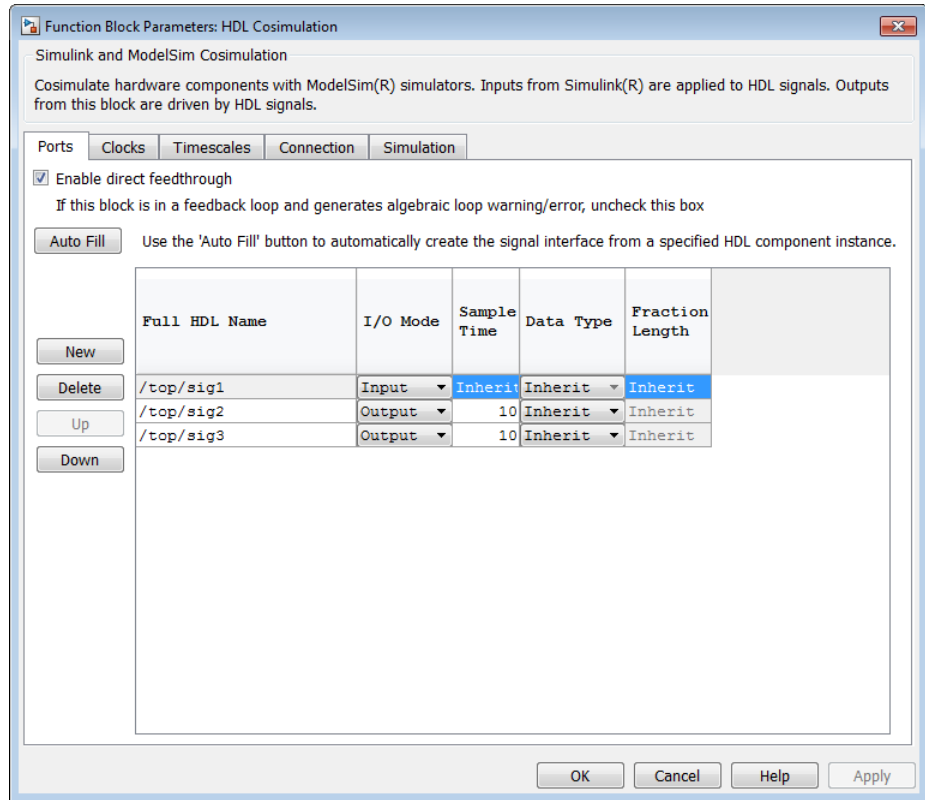 Function Block Parameters: HDL Cosimulation
Simulink and ModelSim Cosimulation
Cosimulate hardware components with ModelSim(R) simulators. Inputs from Simulink(R) are applied to HDL signals. Outputs
from this block are driven by HDL signals.
Ports Clocks Timescales Connection Simulation
Enable direct feedthrough
If this block is in a feedback loop and generates algebraic loop warning/error, uncheck this box
Auto Fill Use the 'Auto Fill' button to automatically create the signal interface from a specified HDL component instance.
Full HDL Name I/O Mode Sample Time Data Type Fraction Length
New
Delete /top/sig1 Input Inherit Inherit Inherit
/top/sig2 Output 10 Inherit Inherit
Up
/top/sig3 Output 10 Inherit Inherit
Down
OK Cancel Help Apply